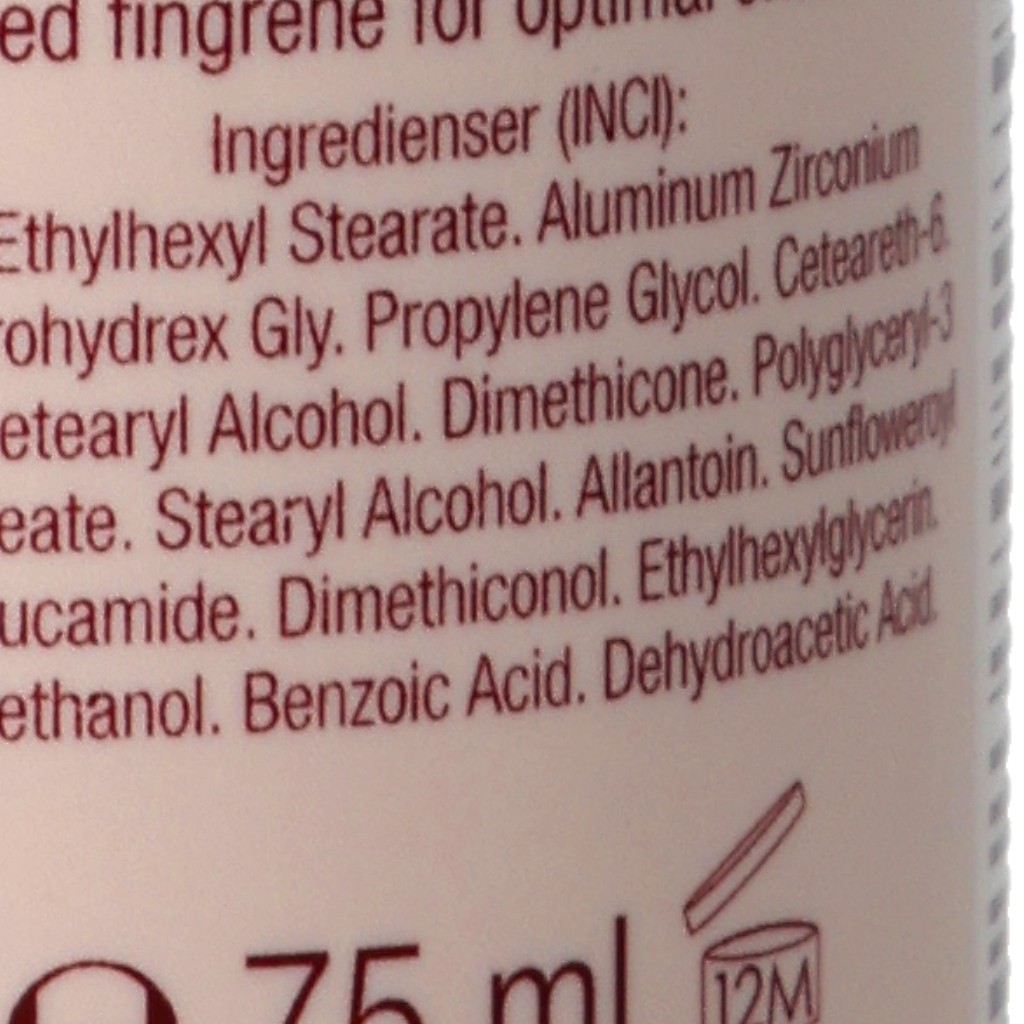 ed fingrene for optimal
Ingredienser (INCI):
Ethylhexyl Stearate. Aluminum Zirconium
rohydrex Gly. Propylene Glycol. Ceteareth-6.
etearyl Alcohol. Dimethicone. Polyglyceryl-3
eate. Stearyl Alcohol. Allantoin. Sunfloweroyl
ucamide. Dimethiconol. Ethylhexylglycerin.
ethanol. Benzoic Acid. Dehydroacetic Acid.
75 ml
12M